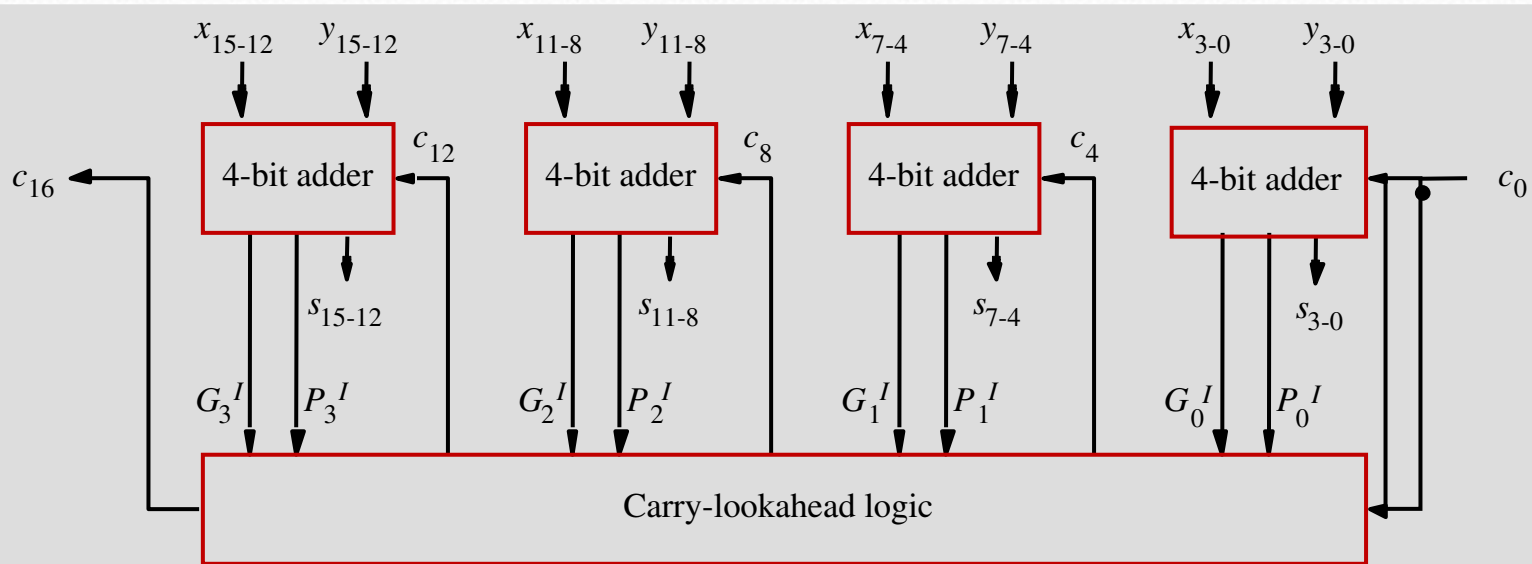 x15-12 y15-12 x11-8 y11-8 x7-4 y7-4 x3-0 y3-0
c16 4-bit adder c12 4-bit adder c8 4-bit adder c4 4-bit adder c0
s15-12 s11-8 s7-4 s3-0
G3I P3I G2I P2I G1I P1I G0I P0I
Carry-lookahead logic